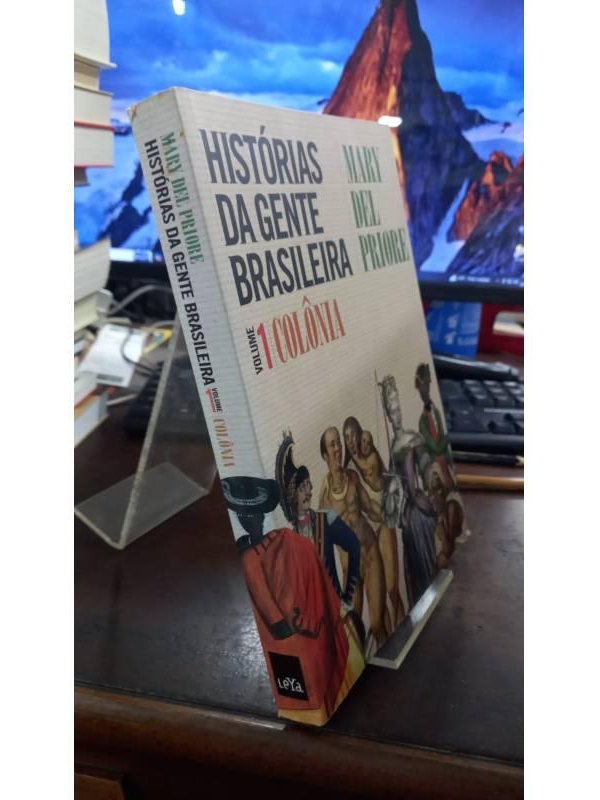 HISTÓRIAS
DA GENTE
BRASILEIRA
MARY
DEL
PRIORE
VOLUME 1 COLÔNIA
MARY DEL PRIORE
HISTÓRIAS DA GENTE BRASILEIRA
VOLUME 1 COLÔNIA
LeYa